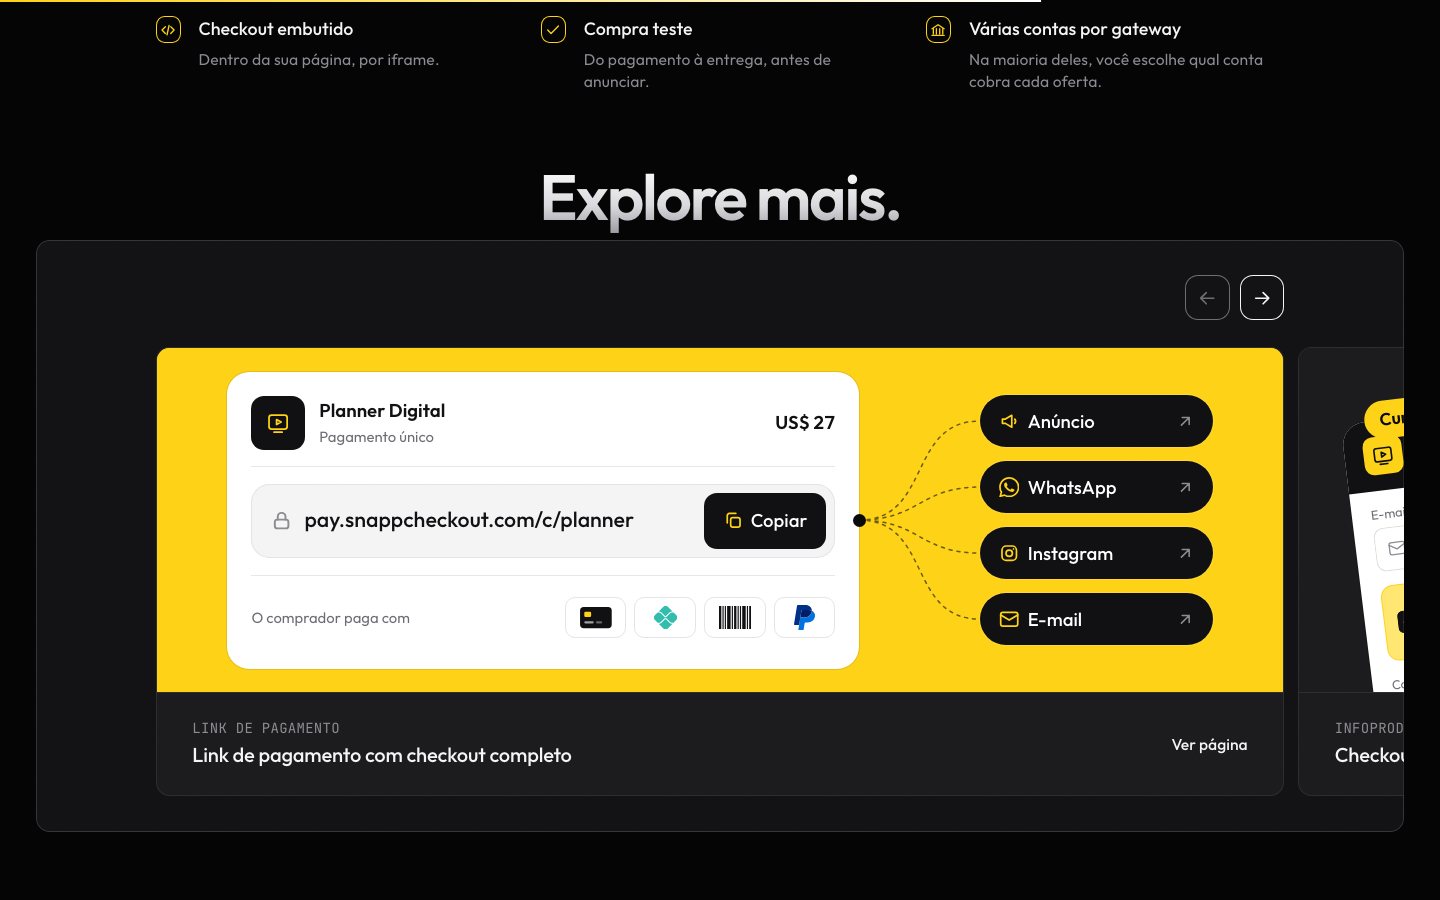 Checkout embutido
Dentro da sua página, por iframe.
Compra teste
Do pagamento à entrega, antes de
anunciar.
Várias contas por gateway
Na maioria deles, você escolhe qual conta
cobra cada oferta.
Explore mais.
Planner Digital
Pagamento único
US$ 27
pay.snappcheckout.com/c/planner
Copiar
O comprador paga com
Anúncio
WhatsApp
Instagram
E-mail
LINK DE PAGAMENTO
Link de pagamento com checkout completo
Ver página